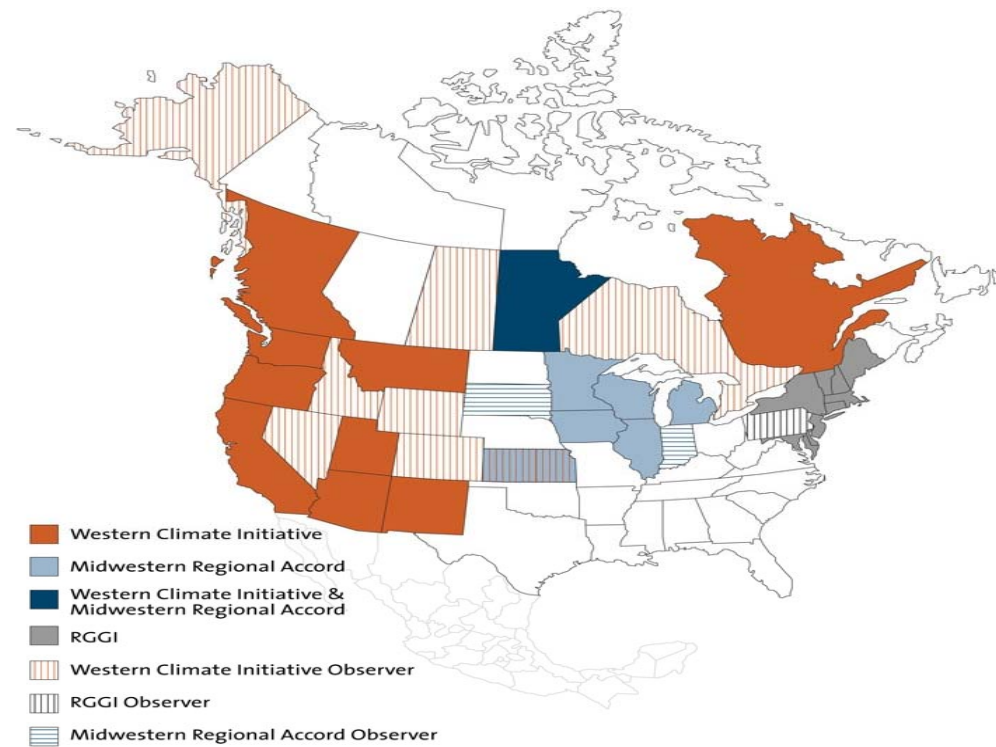 Western Climate Initiative
Midwestern Regional Accord
Western Climate Initiative &
Midwestern Regional Accord
RGGI
Western Climate Initiative Observer
RGGI Observer
Midwestern Regional Accord Observer